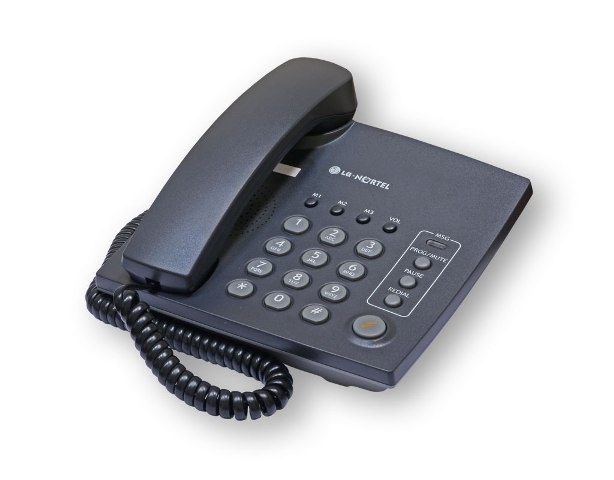 LG-NORTEL
M1 M2 M3 VOL
MSG
PROG/MUTE
PAUSE
REDIAL
1 2 ABC 3 DEF
4 GHI 5 JKL 6 MNO
7 PQRS 8 TUV 9 WXYZ
* 0 #